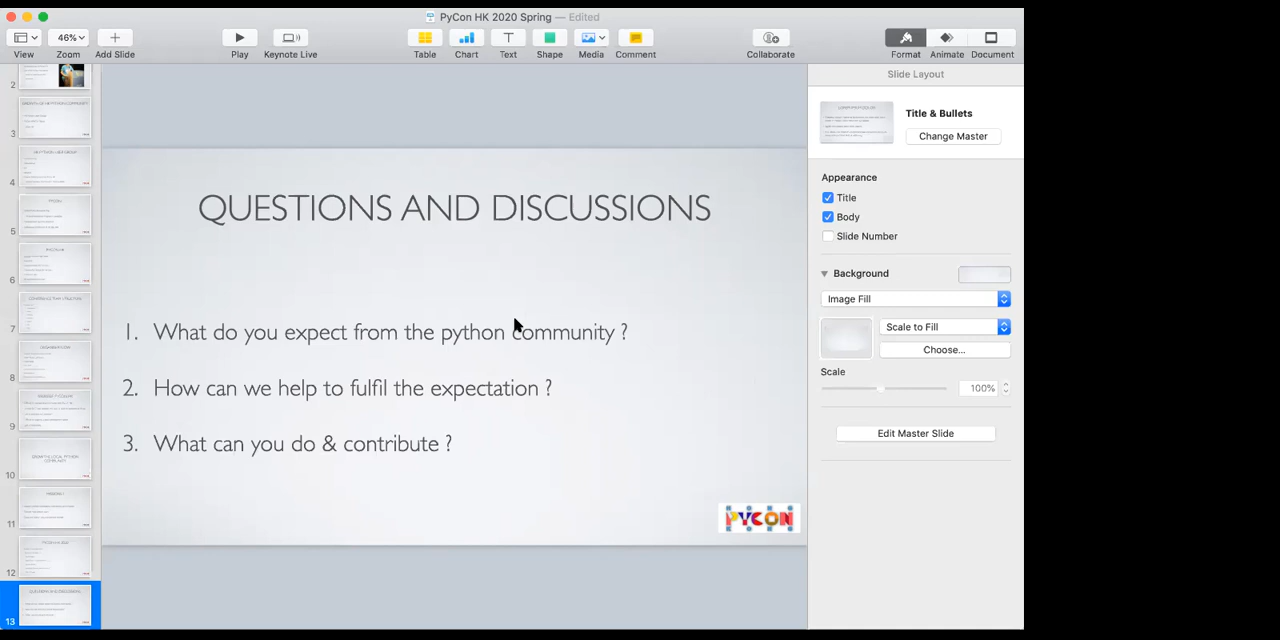 PyCon HK 2020 Spring — Edited
View
46%
Zoom
Add Slide
Play
Keynote Live
Table
Chart
Text
Shape
Media
Comment
Collaborate
Format
Animate
Document
Slide Layout
Title & Bullets
Change Master
Appearance
Title
Body
Slide Number
Background
Image Fill
Scale to Fill
Choose...
Scale
100%
Edit Master Slide
2
3
4
5
6
7
8
9
10
11
12
13
QUESTIONS AND DISCUSSIONS
1. What do you expect from the python community ?
2. How can we help to fulfil the expectation ?
3. What can you do & contribute ?
PYCON